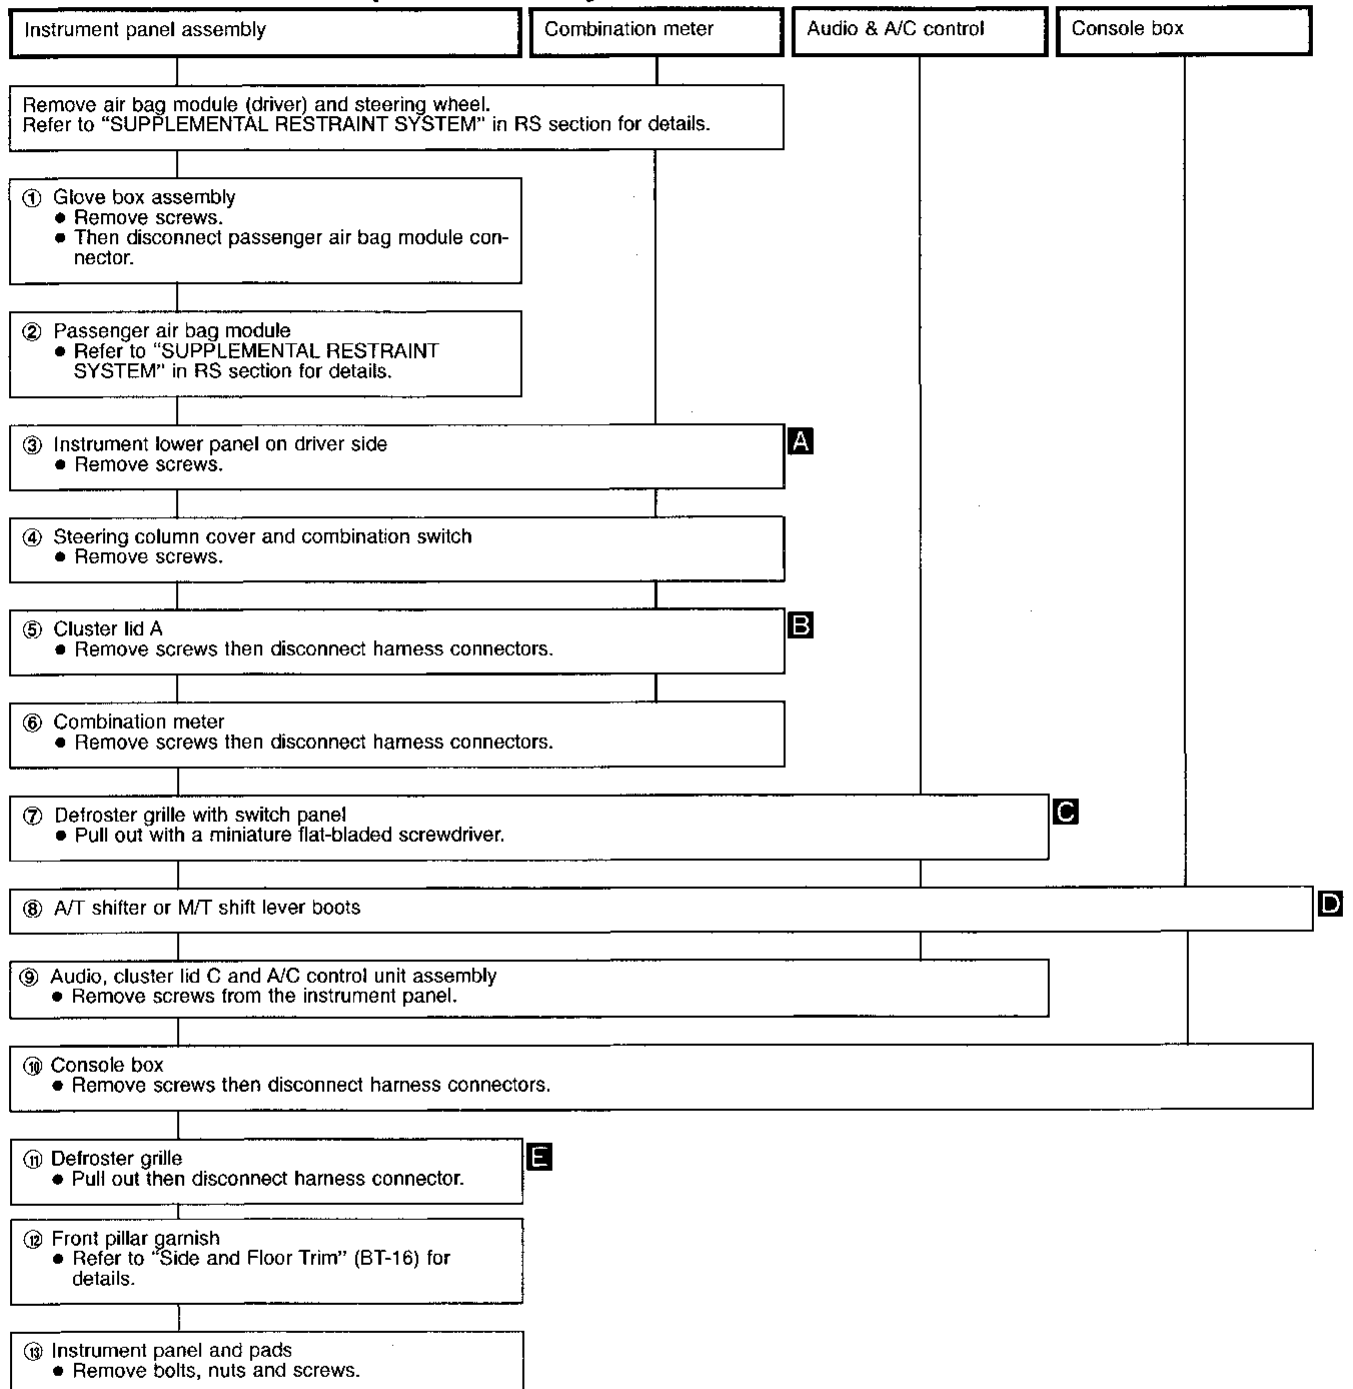 Instrument panel assembly
Combination meter
Audio & A/C control
Console box
Remove air bag module (driver) and steering wheel.
Refer to “SUPPLEMENTAL RESTRAINT SYSTEM” in RS section for details.
① Glove box assembly
● Remove screws.
● Then disconnect passenger air bag module con-
nector.
② Passenger air bag module
● Refer to “SUPPLEMENTAL RESTRAINT
SYSTEM” in RS section for details.
③ Instrument lower panel on driver side
● Remove screws.
A
④ Steering column cover and combination switch
● Remove screws.
⑤ Cluster lid A
● Remove screws then disconnect harness connectors.
B
⑥ Combination meter
● Remove screws then disconnect harness connectors.
⑦ Defroster grille with switch panel
● Pull out with a miniature flat-bladed screwdriver.
C
⑧ A/T shifter or M/T shift lever boots
D
⑨ Audio, cluster lid C and A/C control unit assembly
● Remove screws from the instrument panel.
⑩ Console box
● Remove screws then disconnect harness connectors.
⑪ Defroster grille
● Pull out then disconnect harness connector.
E
⑫ Front pillar garnish
● Refer to “Side and Floor Trim” (BT-16) for
details.
⑬ Instrument panel and pads
● Remove bolts, nuts and screws.